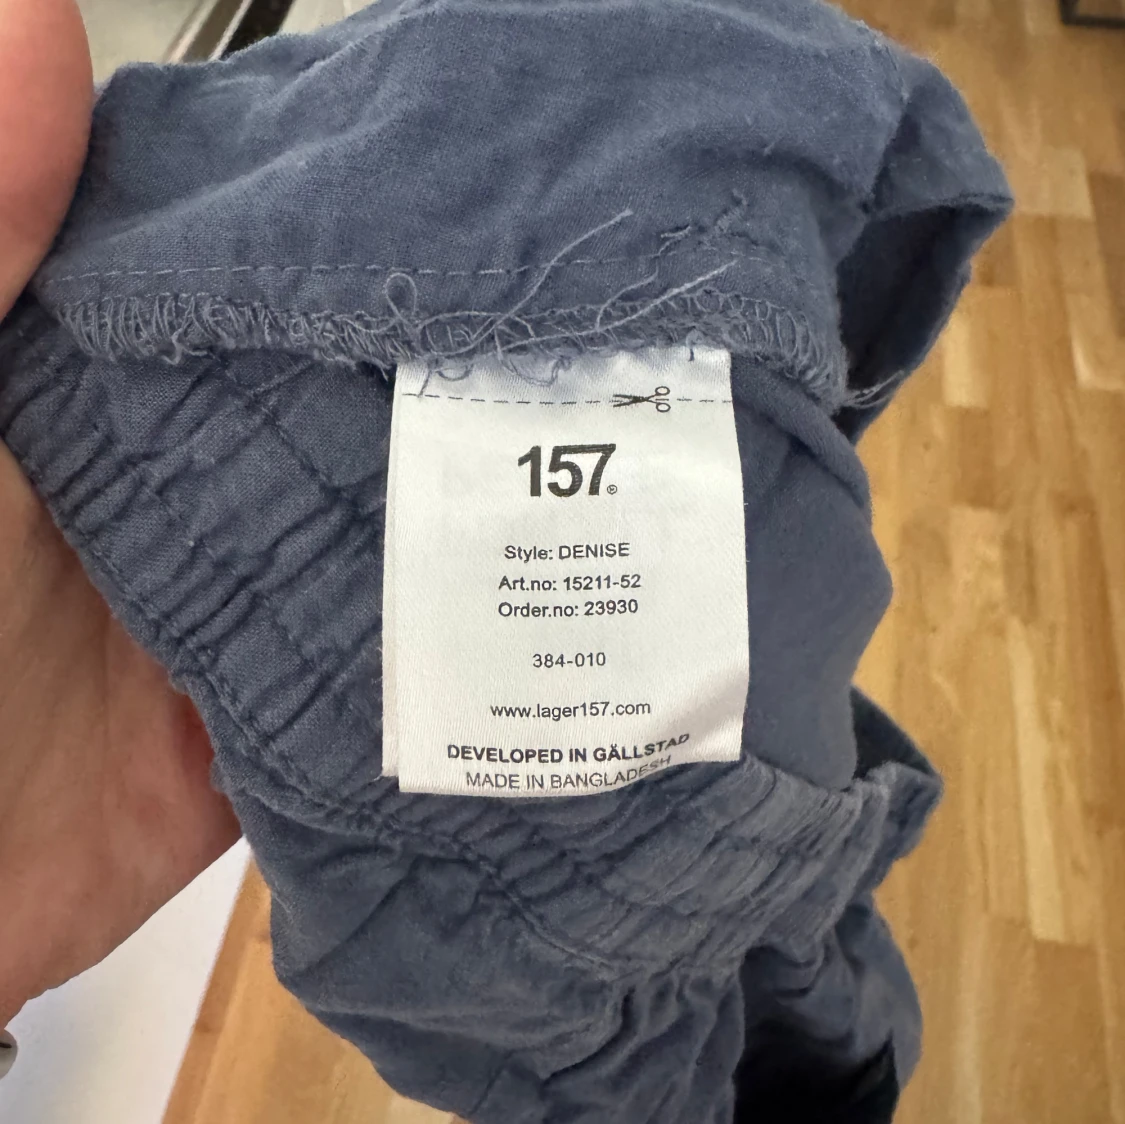 157®
Style: DENISE
Art.no: 15211-52
Order.no: 23930
384-010
www.lager157.com
DEVELOPED IN GÄLLSTAD
MADE IN BANGLADESH